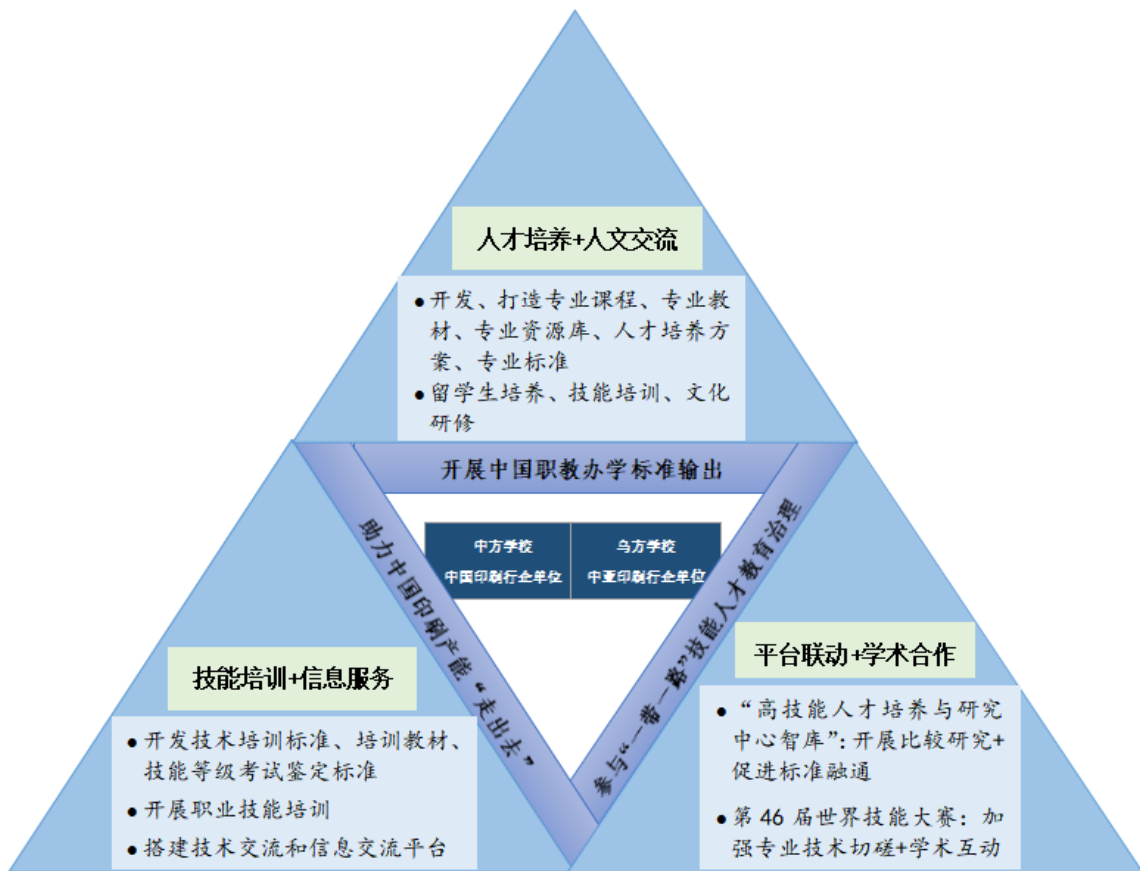 人才培养+人文交流
●开发、打造专业课程、专业教
材、专业资源库、人才培养方
案、专业标准
●留学生培养、技能培训、文化
研修
开展中国职教办学标准输出
助力中国印刷产能“走出去”
参与“一带一路”技能人才教育治理
中方学校
中国印刷行企单位
乌方学校
中亚印刷行企单位
技能培训+信息服务
●开发技术培训标准、培训教材、
技能等级考试鉴定标准
●开展职业技能培训
●搭建技术交流和信息交流平台
平台联动+学术合作
●“高技能人才培养与研究
中心智库”:开展比较研究+
促进标准融通
●第 46 届世界技能大赛:加
强专业技术切磋+学术互动